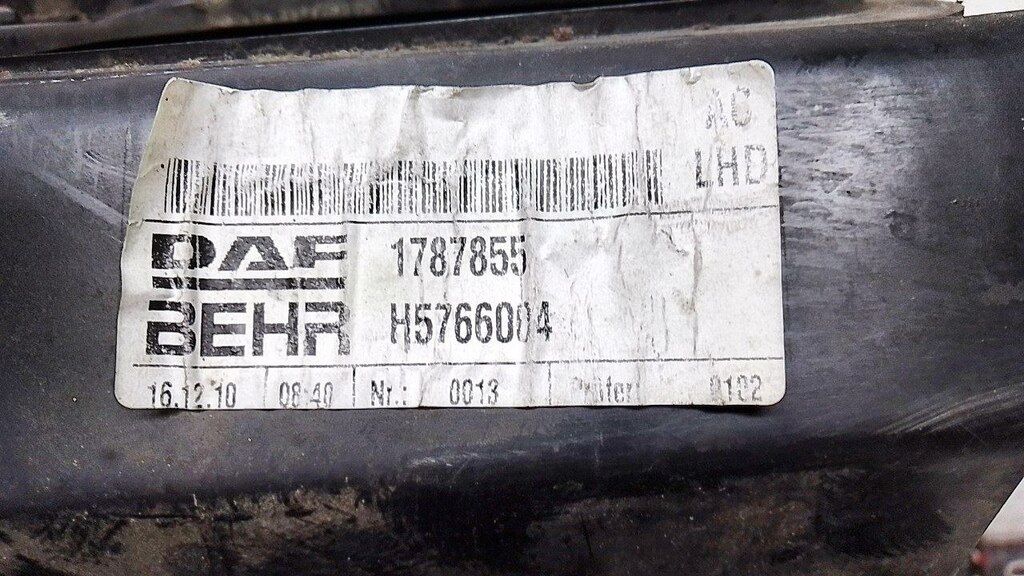 AC
LHD
DAF 1787855
BEHR H5766004
16.12.10 08:40 Nr.: 0013 Prüfer 0102